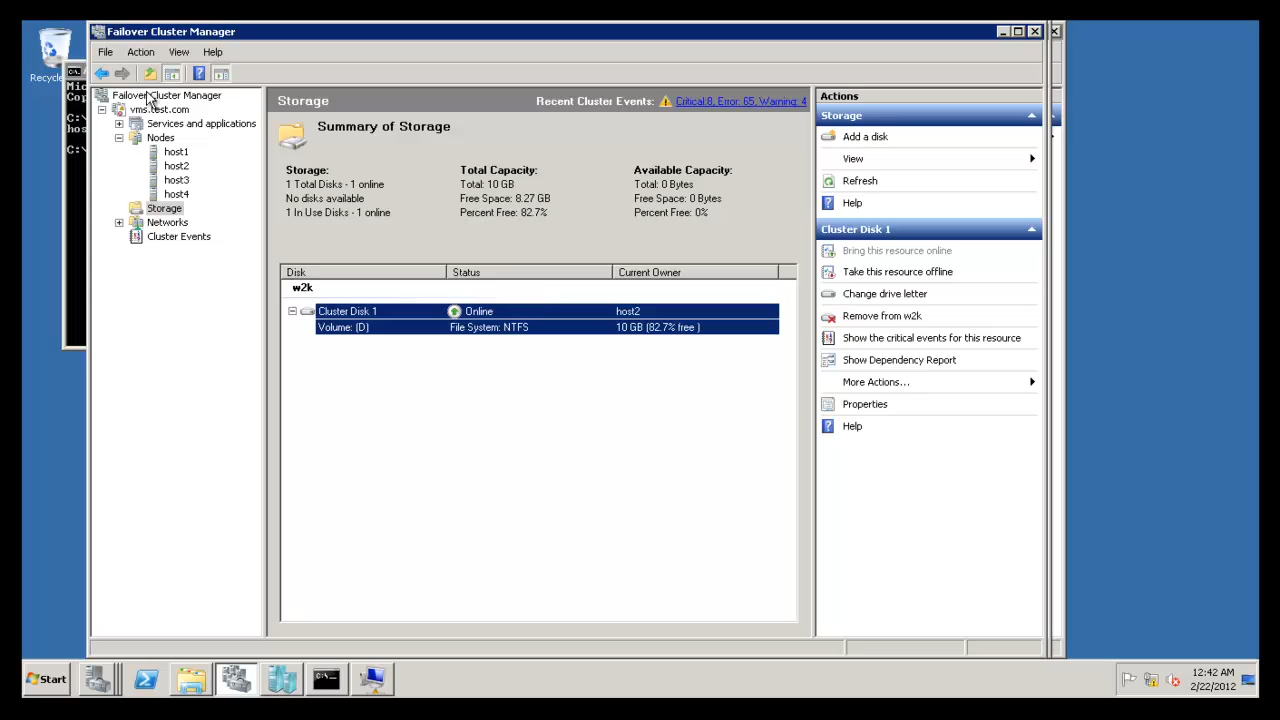 Failover Cluster Manager
File Action View Help
Recycle
Mic
Cop
C:\
hos
C:\
Failover Cluster Manager
vms.test.com
Services and applications
Nodes
host1
host2
host3
host4
Storage
Networks
Cluster Events
Storage
Recent Cluster Events: Critical:8, Error: 65, Warning: 4
Summary of Storage
Storage:
1 Total Disks - 1 online
No disks available
1 In Use Disks - 1 online
Total Capacity:
Total: 10 GB
Free Space: 8.27 GB
Percent Free: 82.7%
Available Capacity:
Total: 0 Bytes
Free Space: 0 Bytes
Percent Free: 0%
Disk Status Current Owner
w2k
Cluster Disk 1 Online host2
Volume: (D) File System: NTFS 10 GB (82.7% free )
Actions
Storage
Add a disk
View
Refresh
Help
Cluster Disk 1
Bring this resource online
Take this resource offline
Change drive letter
Remove from w2k
Show the critical events for this resource
Show Dependency Report
More Actions...
Properties
Help
Start
12:42 AM
2/22/2012